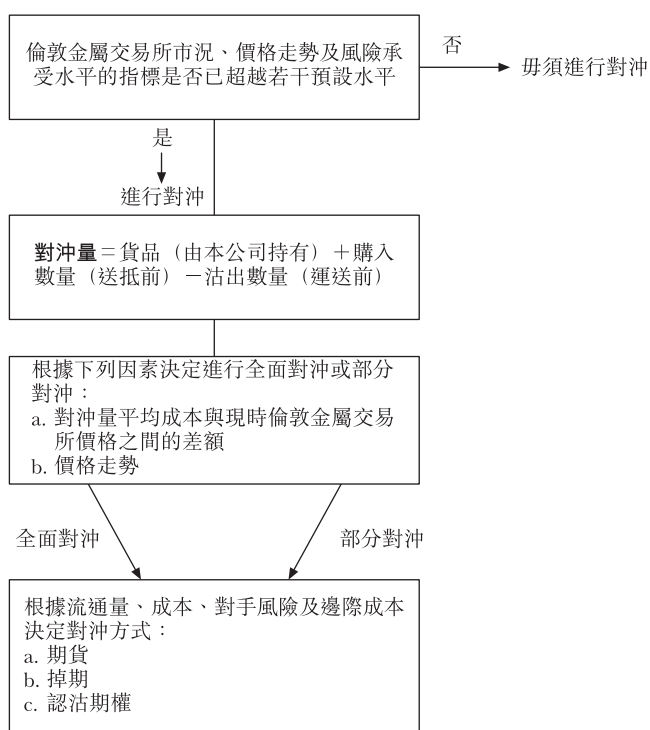 倫敦金屬交易所市況、價格走勢及風險承
受水平的指標是否已超越若干預設水平
否
毋須進行對沖
是
進行對沖
對沖量＝貨品（由本公司持有）＋購入
數量（送抵前）－沽出數量（運送前）
根據下列因素決定進行全面對沖或部分
對沖：
a. 對沖量平均成本與現時倫敦金屬交易
所價格之間的差額
b. 價格走勢
全面對沖
部分對沖
根據流通量、成本、對手風險及邊際成本
決定對沖方式：
a. 期貨
b. 掉期
c. 認沽期權